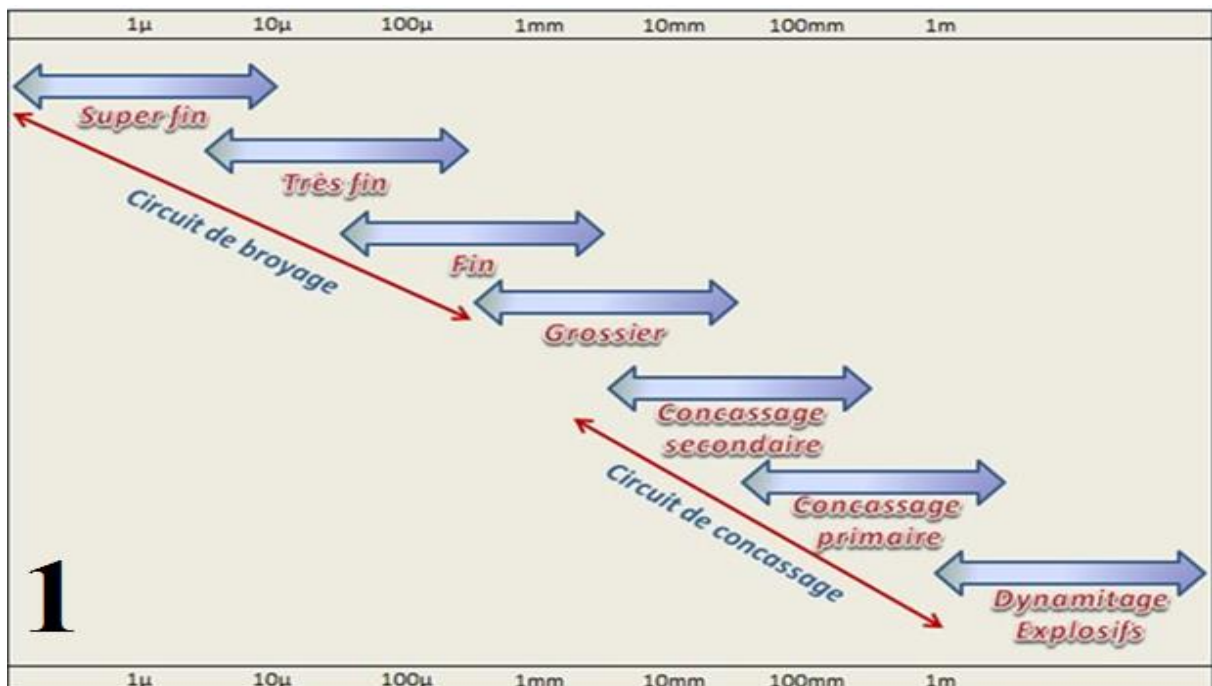 1µ 10µ 100µ 1mm 10mm 100mm 1m
Super fin
Très fin
Circuit de broyage
Fin
Grossier
Concassage
secondaire
Circuit de concassage
Concassage
primaire
Dynamitage
Explosifs
1
1µ 10µ 100µ 1mm 10mm 100mm 1m